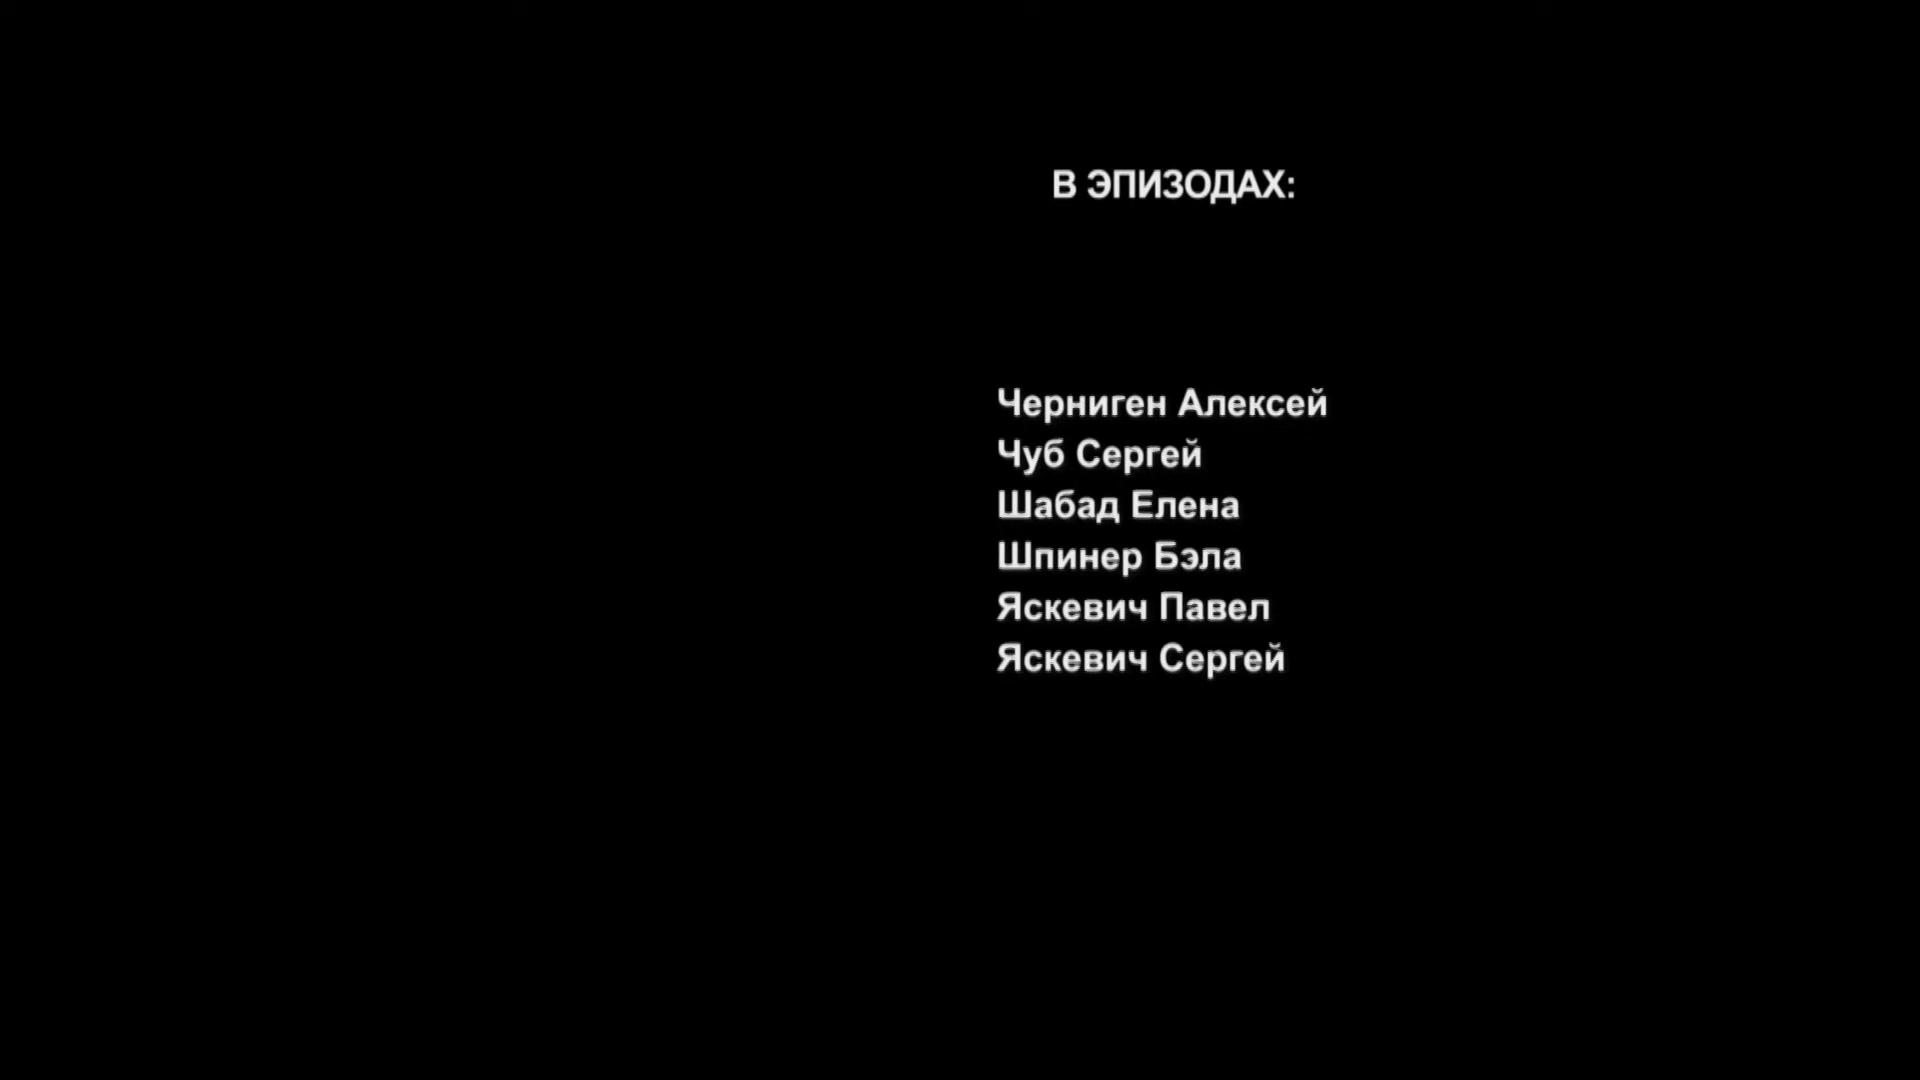 В ЭПИЗОДАХ:
Черниген Алексей
Чуб Сергей
Шабад Елена
Шпинер Бэла
Яскевич Павел
Яскевич Сергей